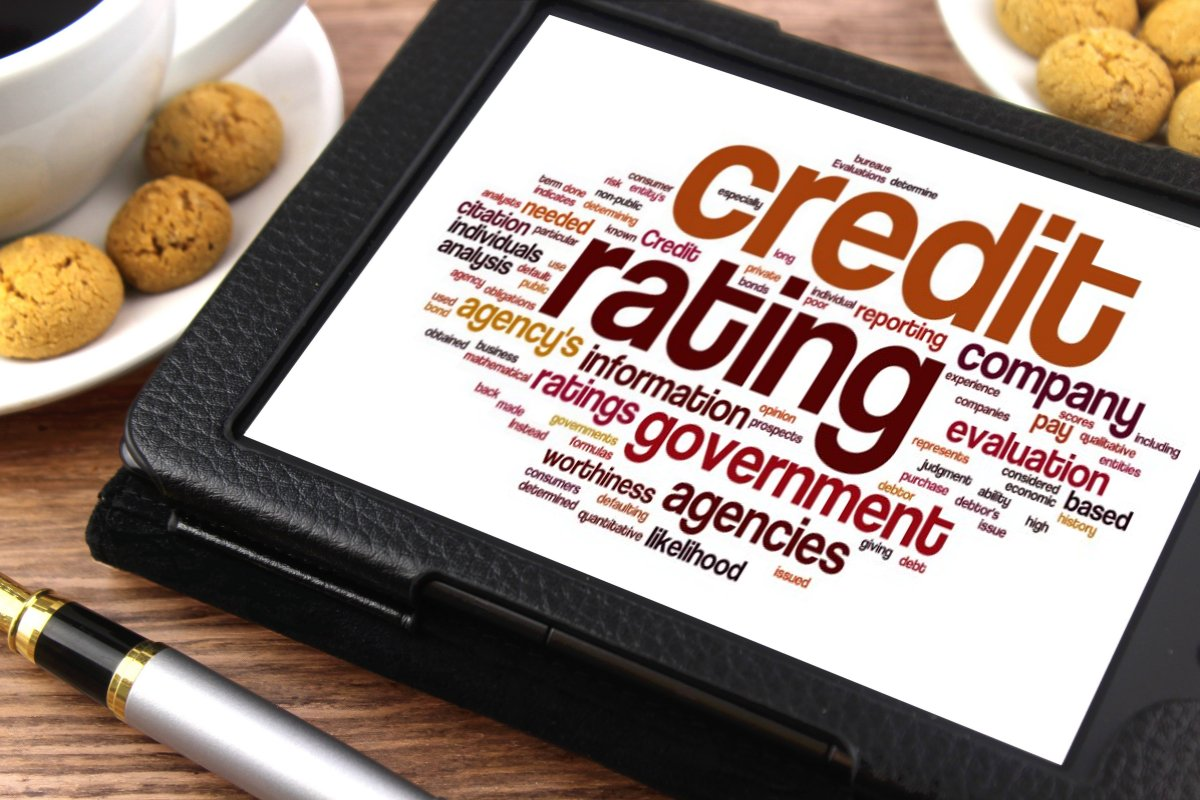 bureaus
Evaluations determine
credit
especially
consumer
risk entity's
term done non-public
indicates determining
analysts needed known Credit long
citation particular
individuals private
analysis default use bonds individual
public poor reporting
rating
agency obligations
used agency's company
bond information experience
obtained business opinion companies scores
mathematical ratings prospects pay qualitative including
back governments government evaluation entities
made formulas represents considered
Instead worthiness judgment economic based
consumers defaulting agencies debtor ability history
determined quantitative purchase debtor's high
likelihood giving issue
issued debt